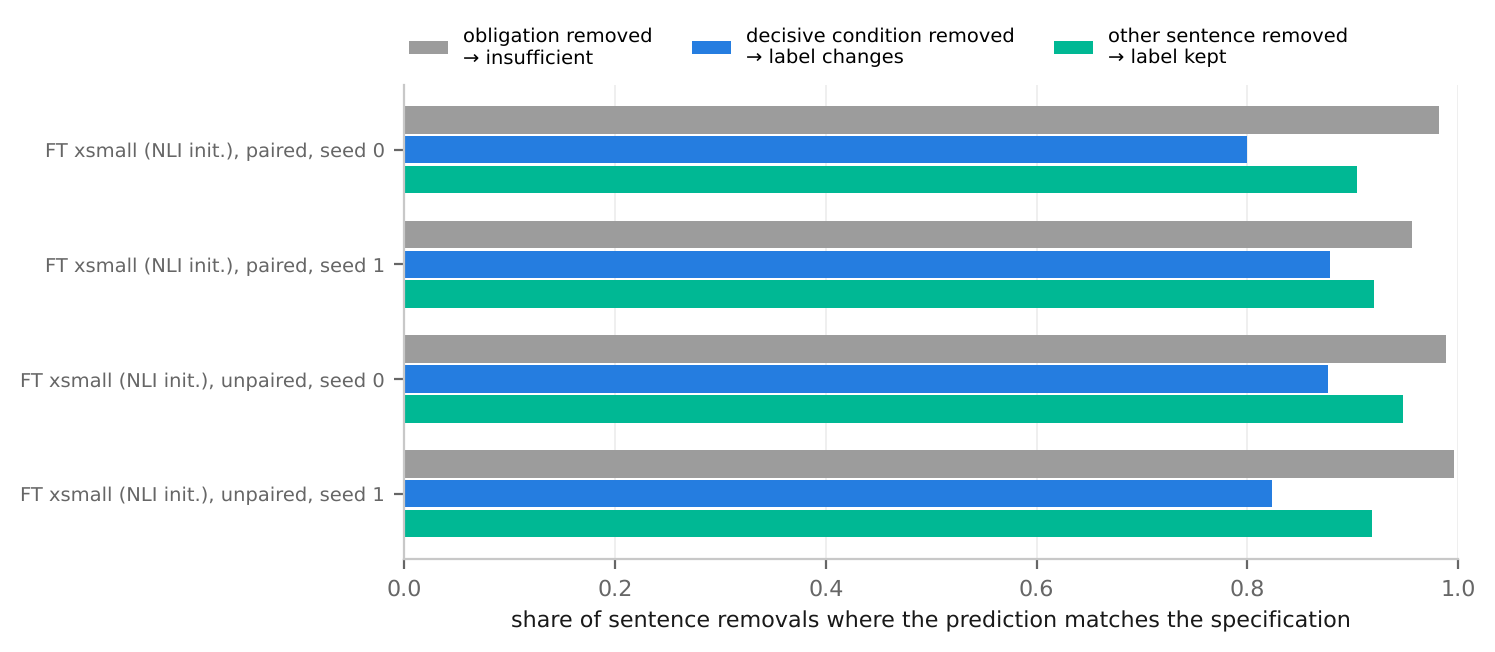 obligation removed
→ insufficient
decisive condition removed
→ label changes
other sentence removed
→ label kept
FT xsmall (NLI init.), paired, seed 0
FT xsmall (NLI init.), paired, seed 1
FT xsmall (NLI init.), unpaired, seed 0
FT xsmall (NLI init.), unpaired, seed 1
0.0 0.2 0.4 0.6 0.8 1.0
share of sentence removals where the prediction matches the specification